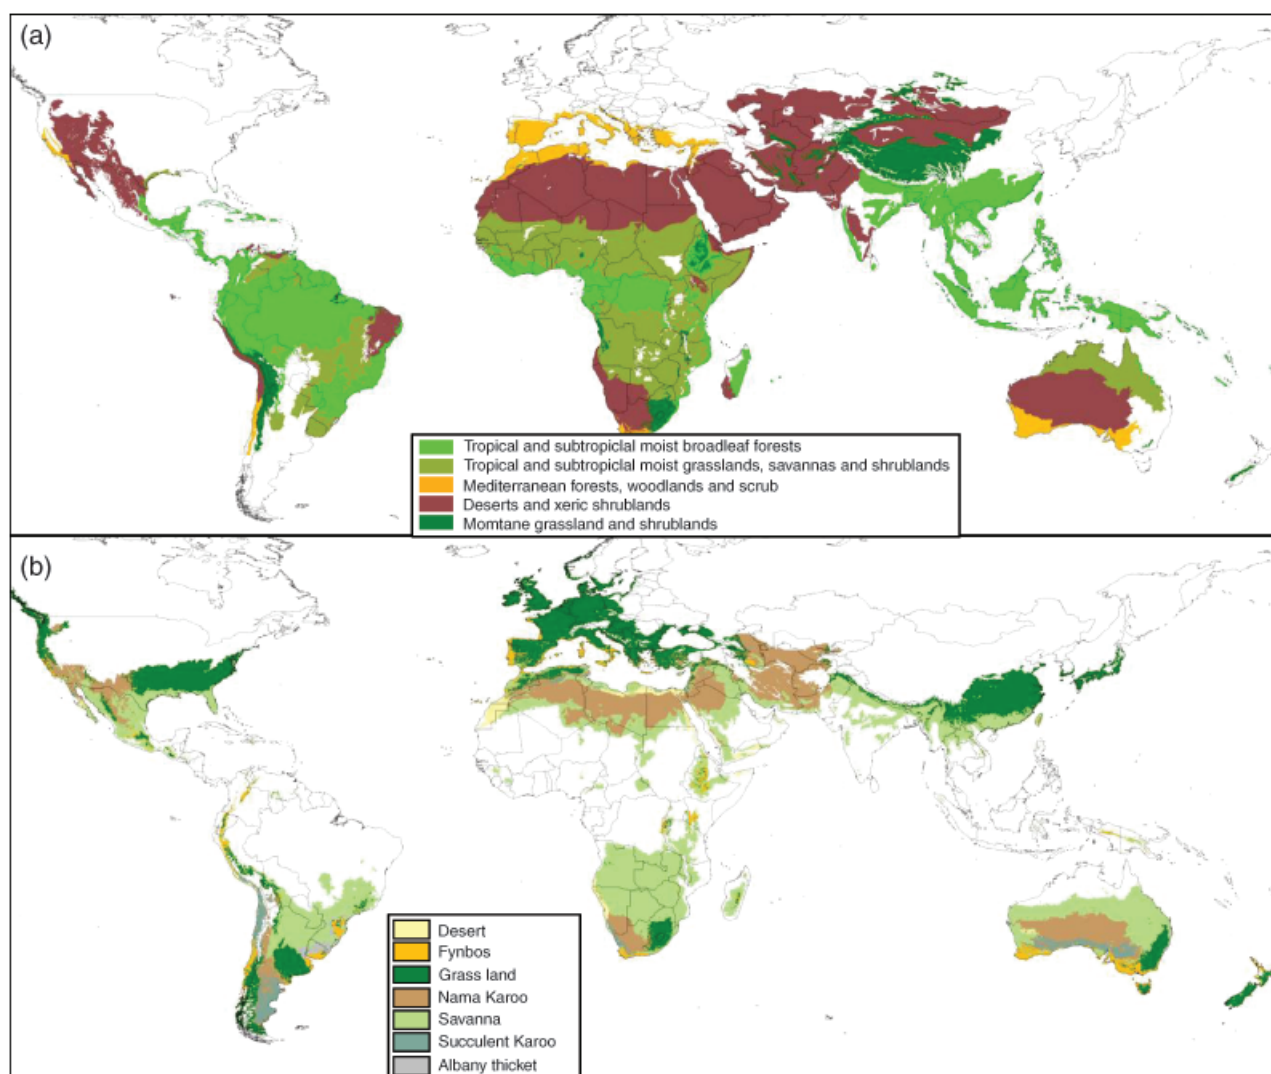 (a)
Tropical and subtropiclal moist broadleaf forests
Tropical and subtropiclal moist grasslands, savannas and shrublands
Mediterranean forests, woodlands and scrub
Deserts and xeric shrublands
Momtane grassland and shrublands
(b)
Desert
Fynbos
Grass land
Nama Karoo
Savanna
Succulent Karoo
Albany thicket